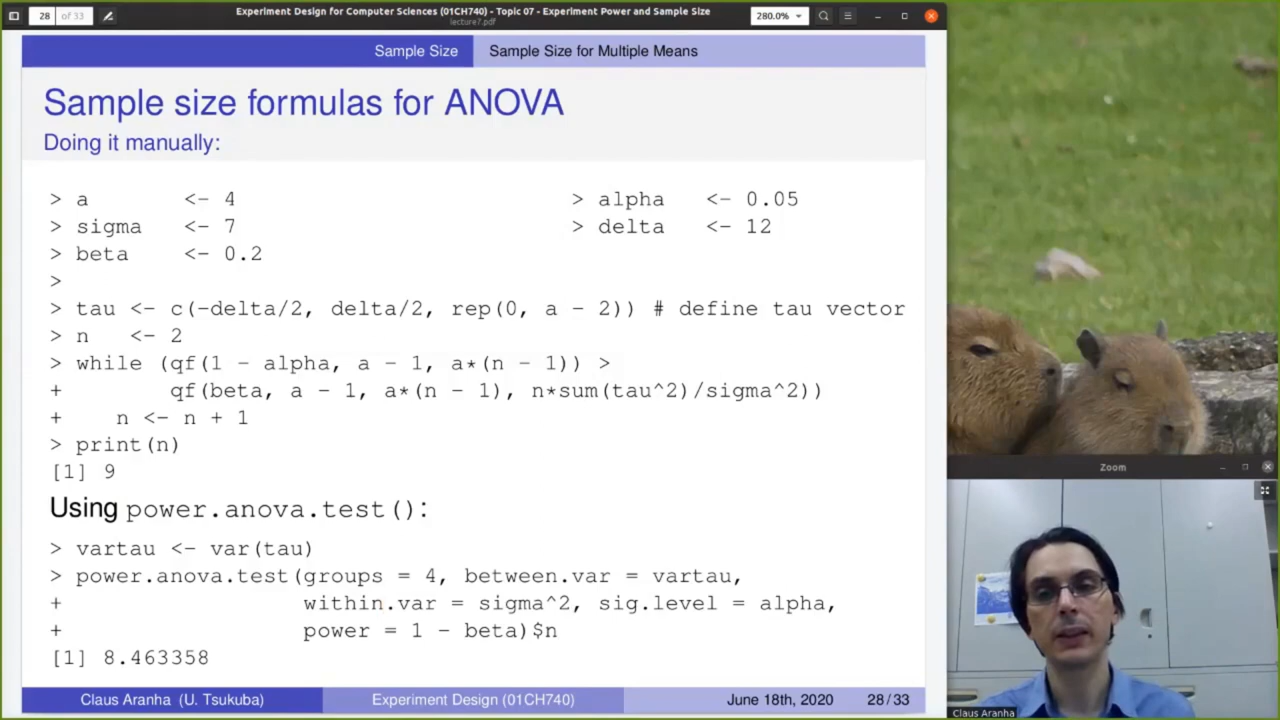 28 of 33
Experiment Design for Computer Sciences (01CH740) - Topic 07 - Experiment Power and Sample Size
lecture7.pdf
280.0%
Sample Size
Sample Size for Multiple Means
Sample size formulas for ANOVA
Doing it manually:
> a <- 4 > alpha <- 0.05
> sigma <- 7 > delta <- 12
> beta <- 0.2
>
> tau <- c(-delta/2, delta/2, rep(0, a - 2)) # define tau vector
> n <- 2
> while (qf(1 - alpha, a - 1, a*(n - 1)) >
+ qf(beta, a - 1, a*(n - 1), n*sum(tau^2)/sigma^2))
+ n <- n + 1
> print(n)
[1] 9
Using power.anova.test():
> vartau <- var(tau)
> power.anova.test(groups = 4, between.var = vartau,
+ within.var = sigma^2, sig.level = alpha,
+ power = 1 - beta)$n
[1] 8.463358
Claus Aranha (U. Tsukuba)
Experiment Design (01CH740)
June 18th, 2020
28 / 33
Zoom
Claus Aranha